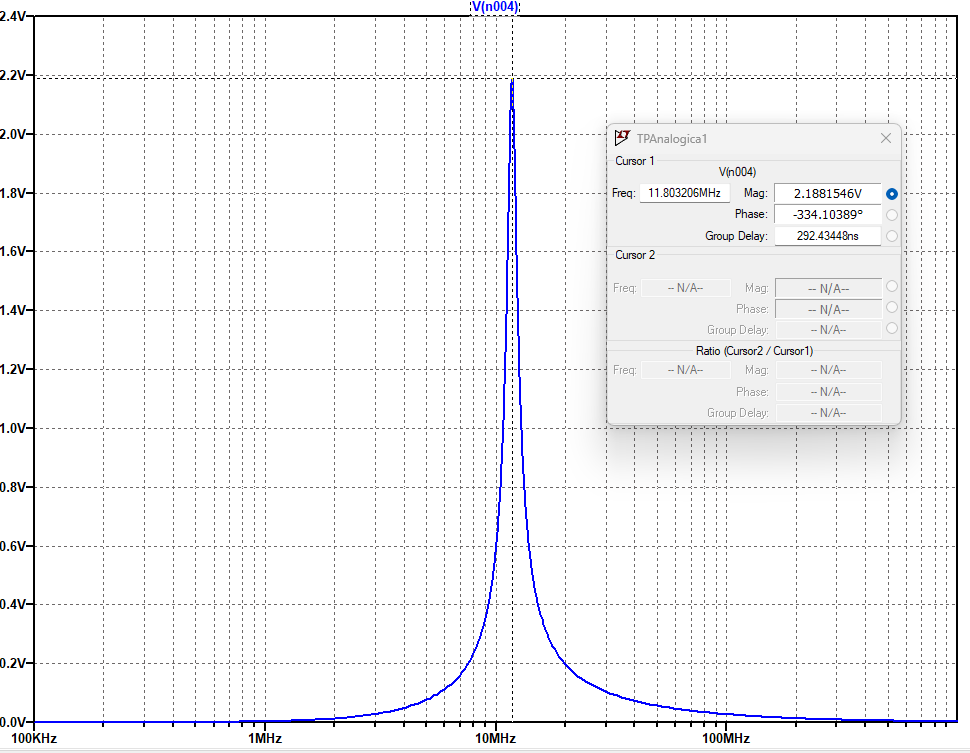 V(n004)
2.4V
2.2V
2.0V
1.8V
1.6V
1.4V
1.2V
1.0V
0.8V
0.6V
0.4V
0.2V
0.0V
100KHz 1MHz 10MHz 100MHz
TPAnalogica1
Cursor 1
V(n004)
Freq: 11.803206MHz Mag: 2.1881546V
Phase: -334.10389°
Group Delay: 292.43448ns
Cursor 2
Freq: -- N/A-- Mag: -- N/A--
Phase: -- N/A--
Group Delay: -- N/A--
Ratio (Cursor2 / Cursor1)
Freq: -- N/A-- Mag: -- N/A--
Phase: -- N/A--
Group Delay: -- N/A--